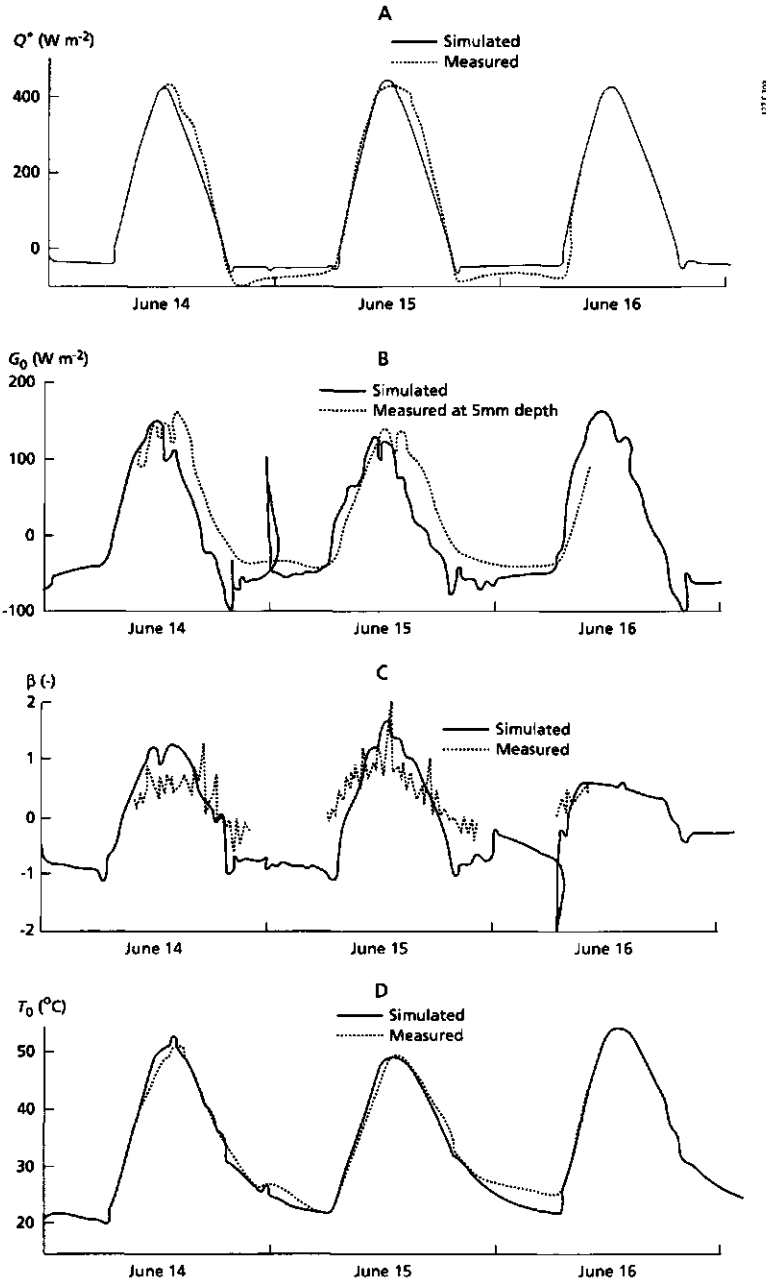 A
Q* (W m-2)
Simulated
Measured
400
200
0
June 14 June 15 June 16
B
G0 (W m-2)
200
Simulated
Measured at 5mm depth
100
0
-100
June 14 June 15 June 16
C
β (-)
2
Simulated
Measured
1
0
-1
-2
June 14 June 15 June 16
D
T0 (°C)
Simulated
Measured
50
40
30
20
June 14 June 15 June 16